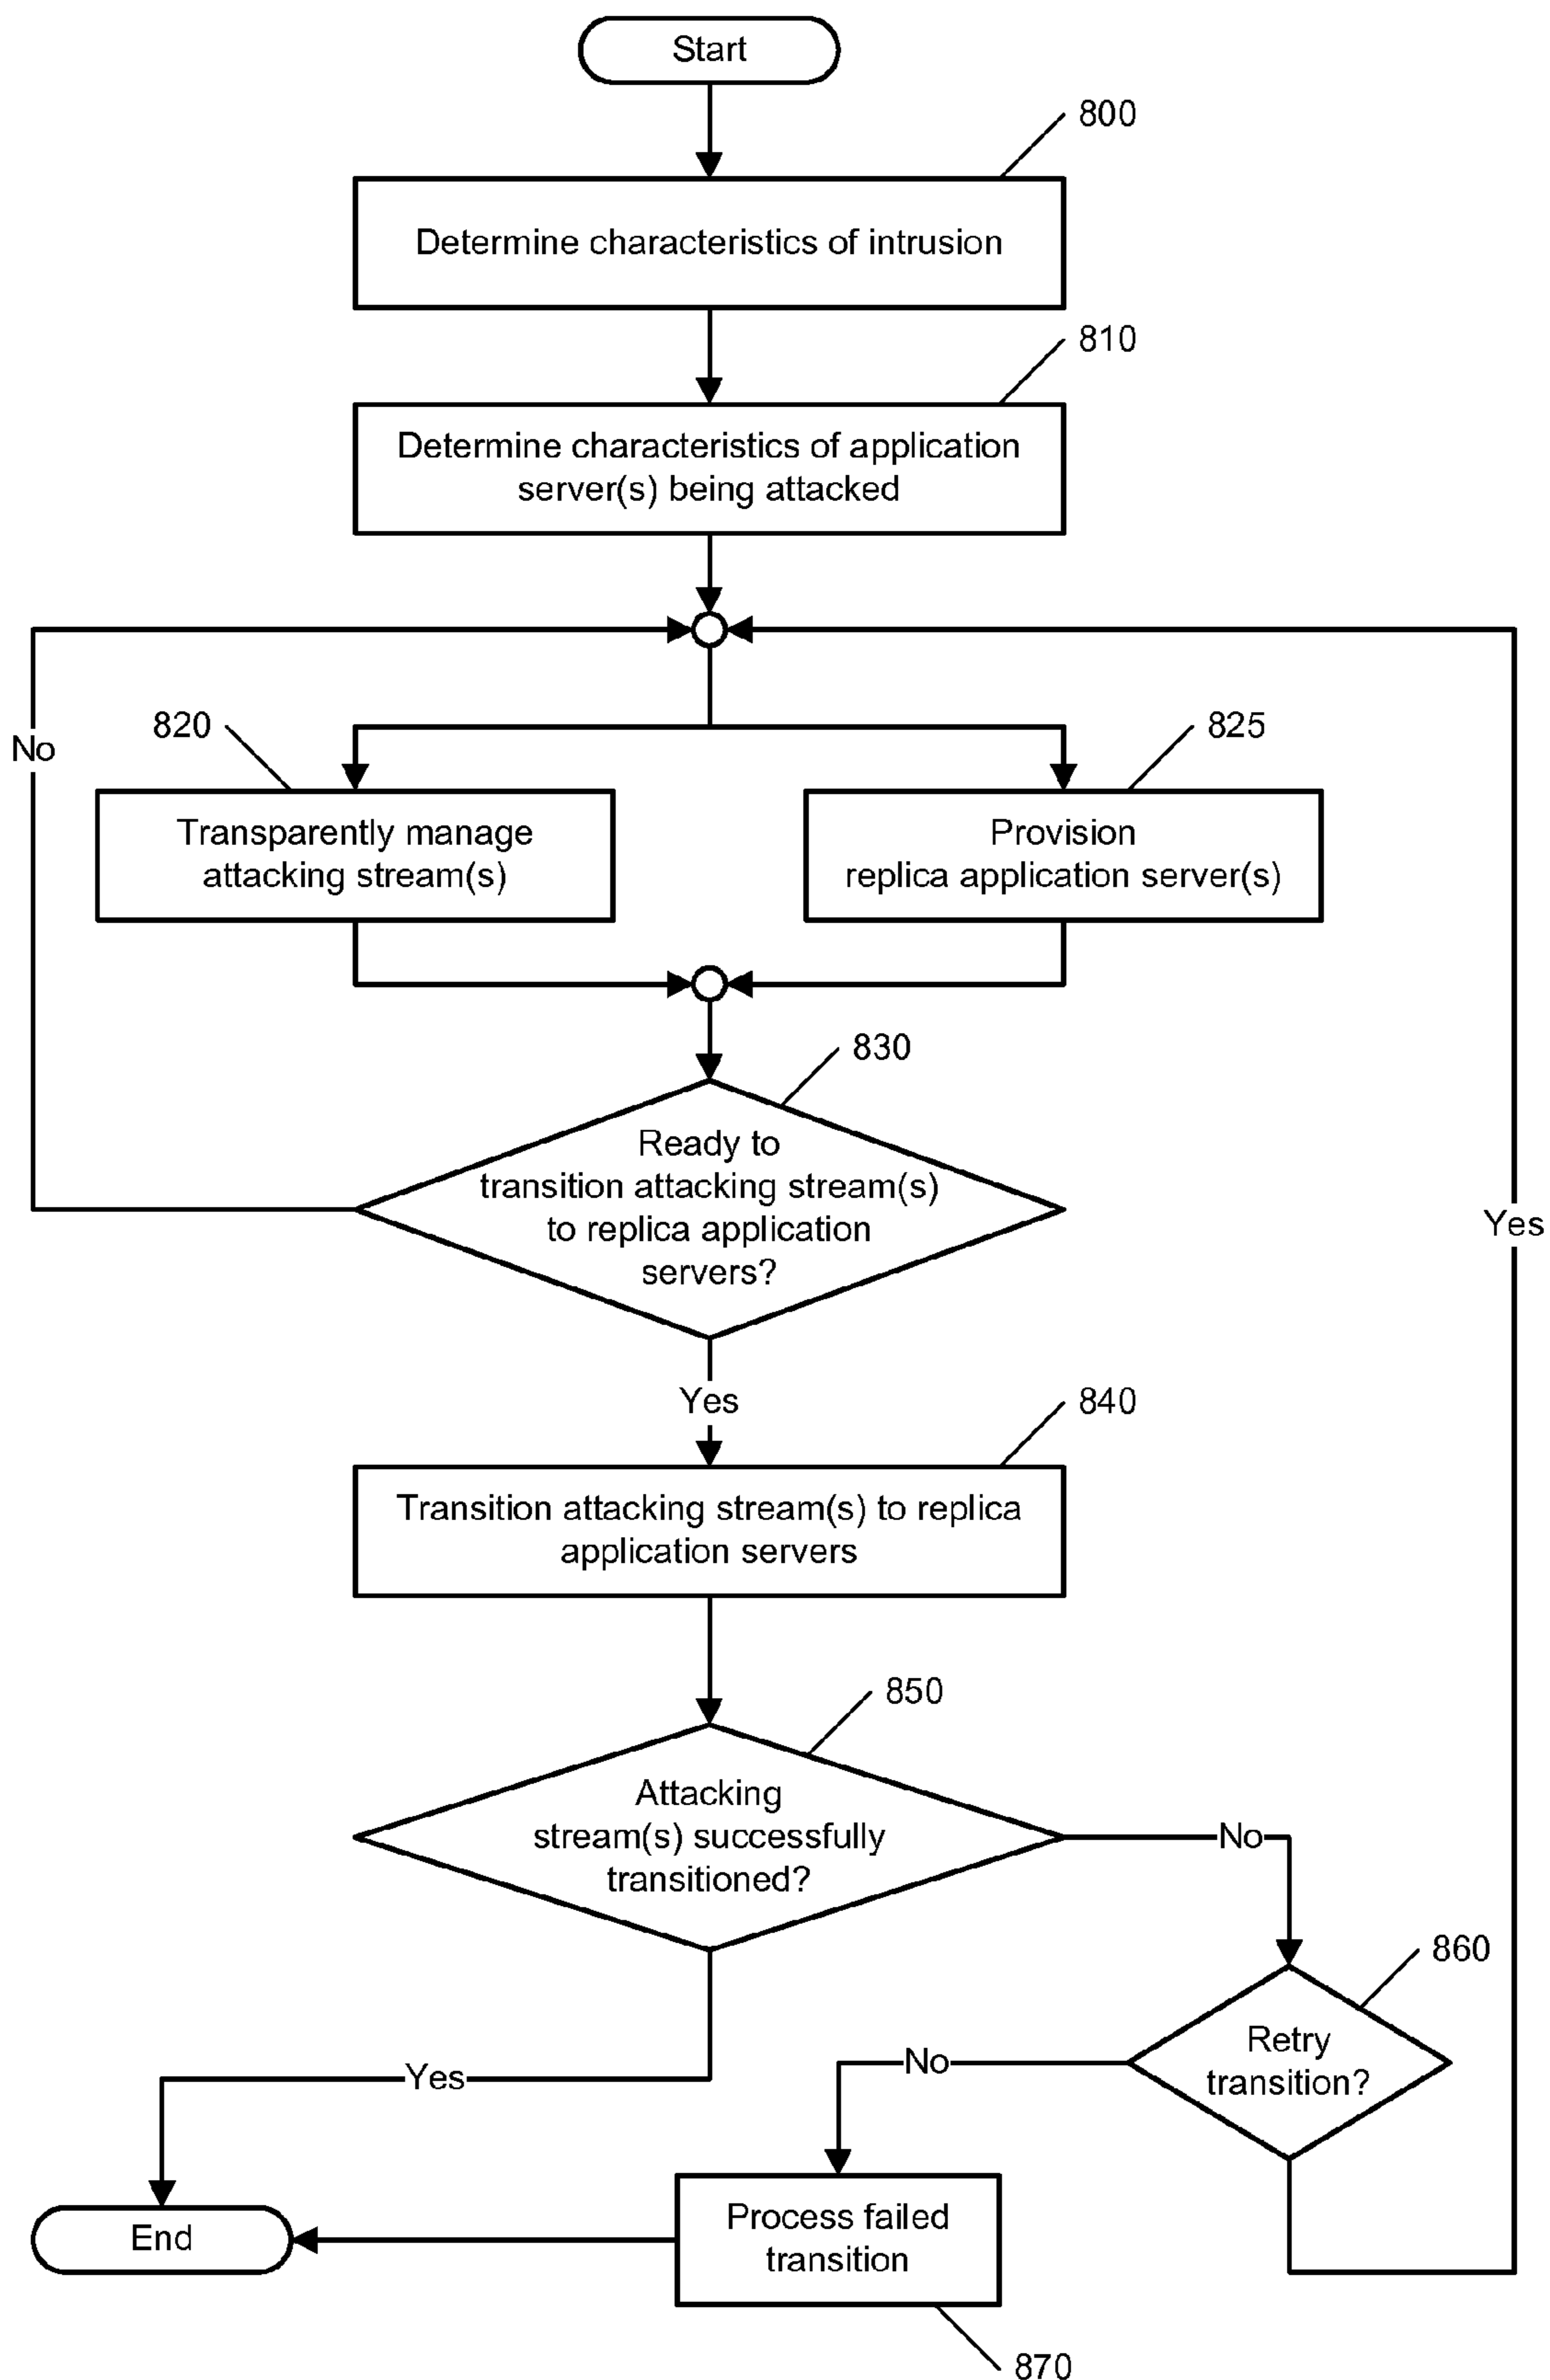 Start
800
Determine characteristics of intrusion
810
Determine characteristics of application
server(s) being attacked
No
820
825
Transparently manage
attacking stream(s)
Provision
replica application server(s)
830
Ready to
transition attacking stream(s)
to replica application
servers?
Yes
Yes
840
Transition attacking stream(s) to replica
application servers
850
Attacking
stream(s) successfully
transitioned?
No
860
Retry
transition?
No
Yes
Process failed
transition
End
870